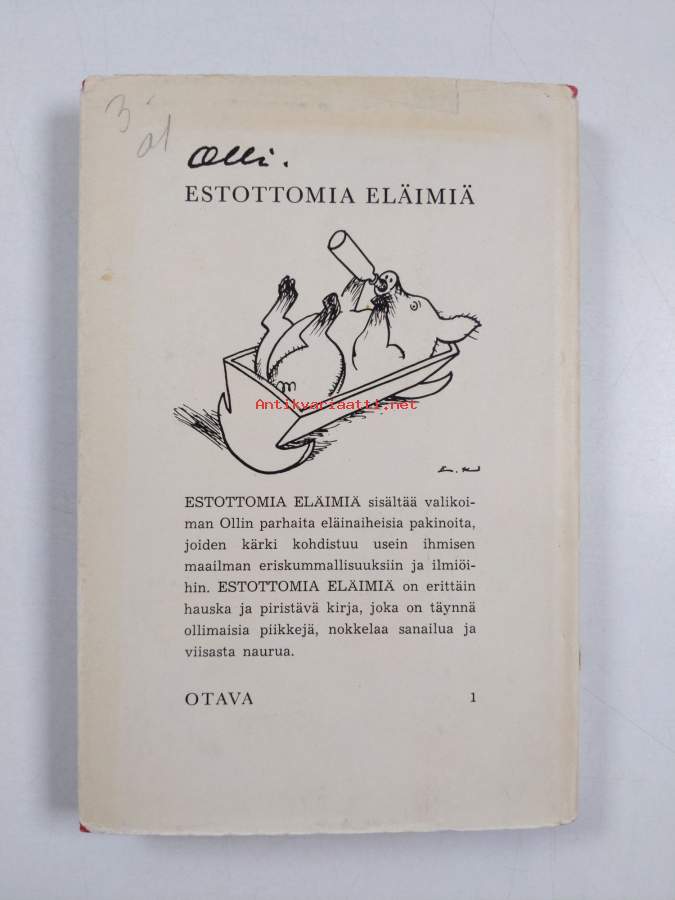 3
al
Olli.
ESTOTTOMIA ELÄIMIÄ
Antikvariaatti.net
ESTOTTOMIA ELÄIMIÄ sisältää valikoi-
man Ollin parhaita eläinaiheisia pakinoita,
joiden kärki kohdistuu usein ihmisen
maailman eriskummallisuuksiin ja ilmiöi-
hin. ESTOTTOMIA ELÄIMIÄ on erittäin
hauska ja piristävä kirja, joka on täynnä
ollimaisia piikkejä, nokkelaa sanailua ja
viisasta naurua.
OTAVA 1